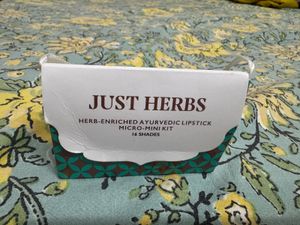 JUST HERBS
HERB-ENRICHED AYURVEDIC LIPSTICK
MICRO-MINI KIT
16 SHADES